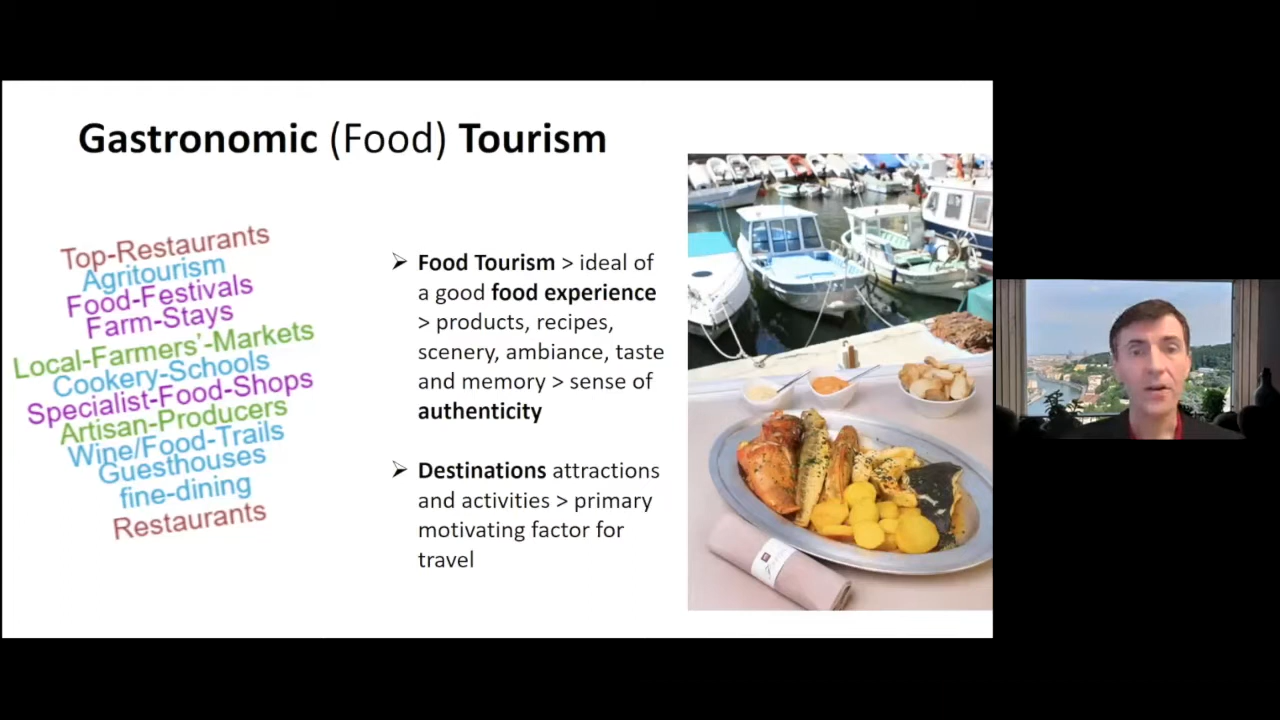 Gastronomic (Food) Tourism
Top-Restaurants
Agritourism
Food-Festivals
Farm-Stays
Local-Farmers'-Markets
Cookery-Schools
Specialist-Food-Shops
Artisan-Producers
Wine/Food-Trails
Guesthouses
fine-dining
Restaurants
➢ Food Tourism > ideal of
a good food experience
> products, recipes,
scenery, ambiance, taste
and memory > sense of
authenticity
➢ Destinations attractions
and activities > primary
motivating factor for
travel